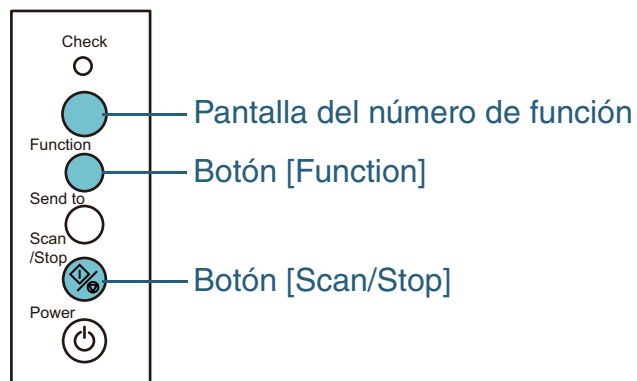 Check
Pantalla del número de función
Function
Botón [Function]
Send to
Scan
/Stop
Botón [Scan/Stop]
Power